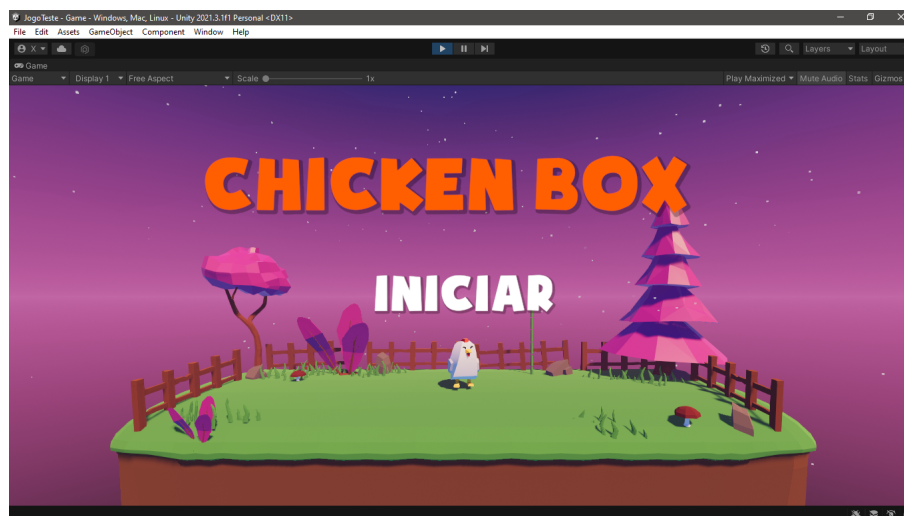 JogoTeste - Game - Windows, Mac, Linux - Unity 2021.3.1f1 Personal <DX11>
File Edit Assets GameObject Component Window Help
X Layers Layout
Game
Game Display 1 Free Aspect Scale 1x Play Maximized Mute Audio Stats Gizmos
CHICKEN BOX
INICIAR